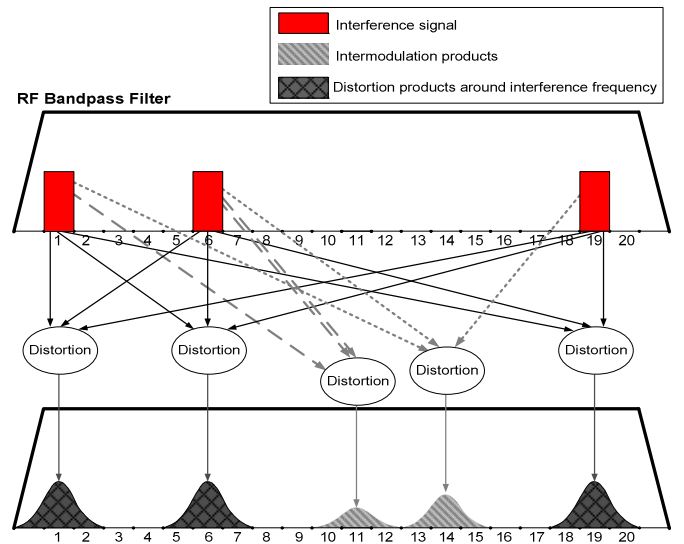 Interference signal
Intermodulation products
Distortion products around interference frequency
RF Bandpass Filter
1 2 3 4 5 6 7 8 9 10 11 12 13 14 15 16 17 18 19 20
Distortion Distortion Distortion Distortion Distortion
1 2 3 4 5 6 7 8 9 10 11 12 13 14 15 16 17 18 19 20